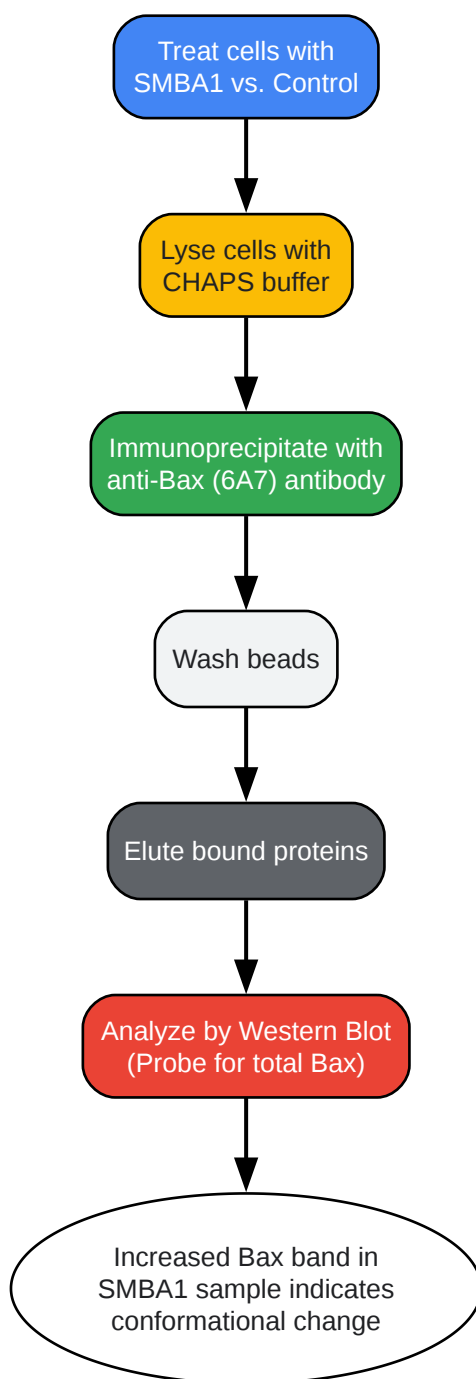 Treat cells with
SMBA1 vs. Control
Lyse cells with
CHAPS buffer
Immunoprecipitate with
anti-Bax (6A7) antibody
Wash beads
Elute bound proteins
Analyze by Western Blot
(Probe for total Bax)
Increased Bax band in
SMBA1 sample indicates
conformational change